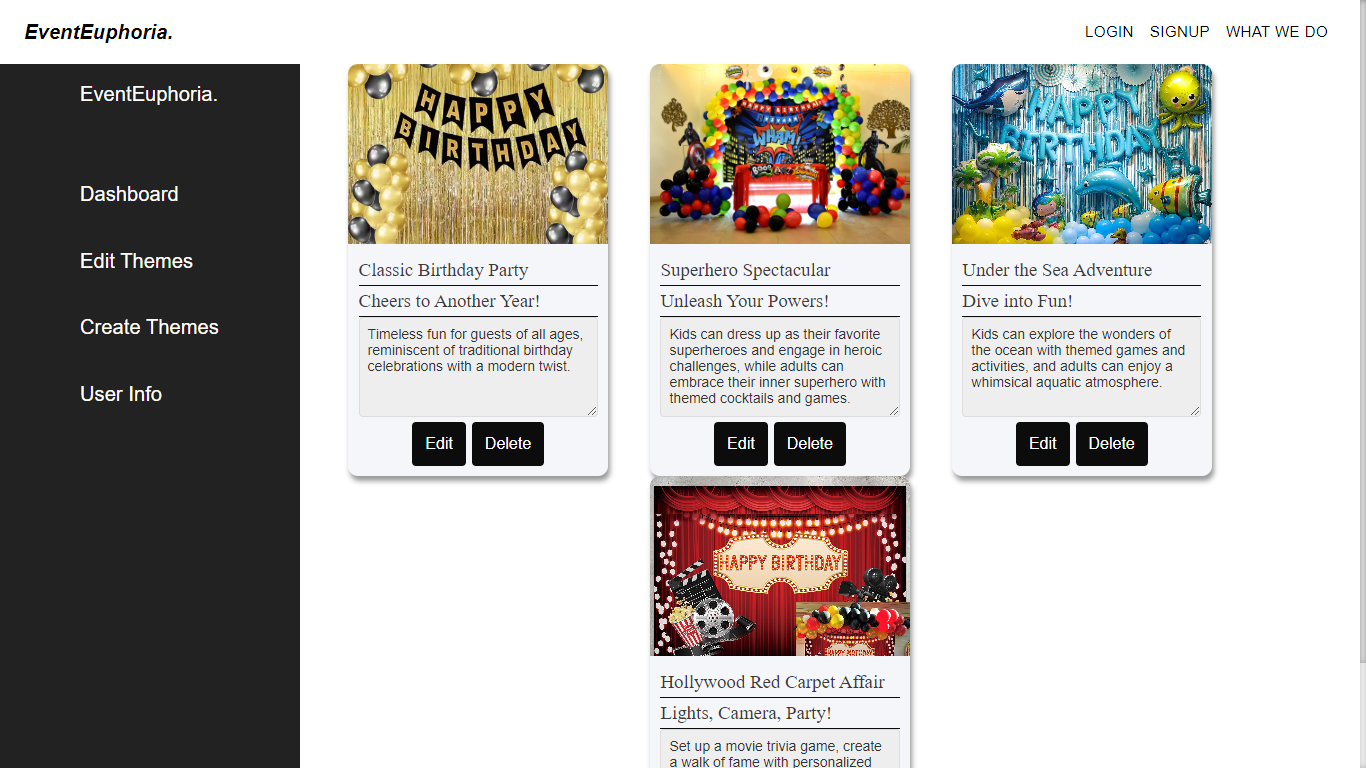 EventEuphoria.
LOGIN SIGNUP WHAT WE DO
EventEuphoria.
Dashboard
Edit Themes
Create Themes
User Info
HAPPY
BIRTHDAY
Classic Birthday Party
Cheers to Another Year!
Timeless fun for guests of all ages,
reminiscent of traditional birthday
celebrations with a modern twist.
Edit Delete
HAPPY BIRTHDAY
WHAM!
Superhero Spectacular
Unleash Your Powers!
Kids can dress up as their favorite
superheroes and engage in heroic
challenges, while adults can
embrace their inner superhero with
themed cocktails and games.
Edit Delete
HAPPY
BIRTHDAY
Under the Sea Adventure
Dive into Fun!
Kids can explore the wonders of
the ocean with themed games and
activities, and adults can enjoy a
whimsical aquatic atmosphere.
Edit Delete
HAPPY BIRTHDAY
HAPPY BIRTHDAY
Hollywood Red Carpet Affair
Lights, Camera, Party!
Set up a movie trivia game, create
a walk of fame with personalized